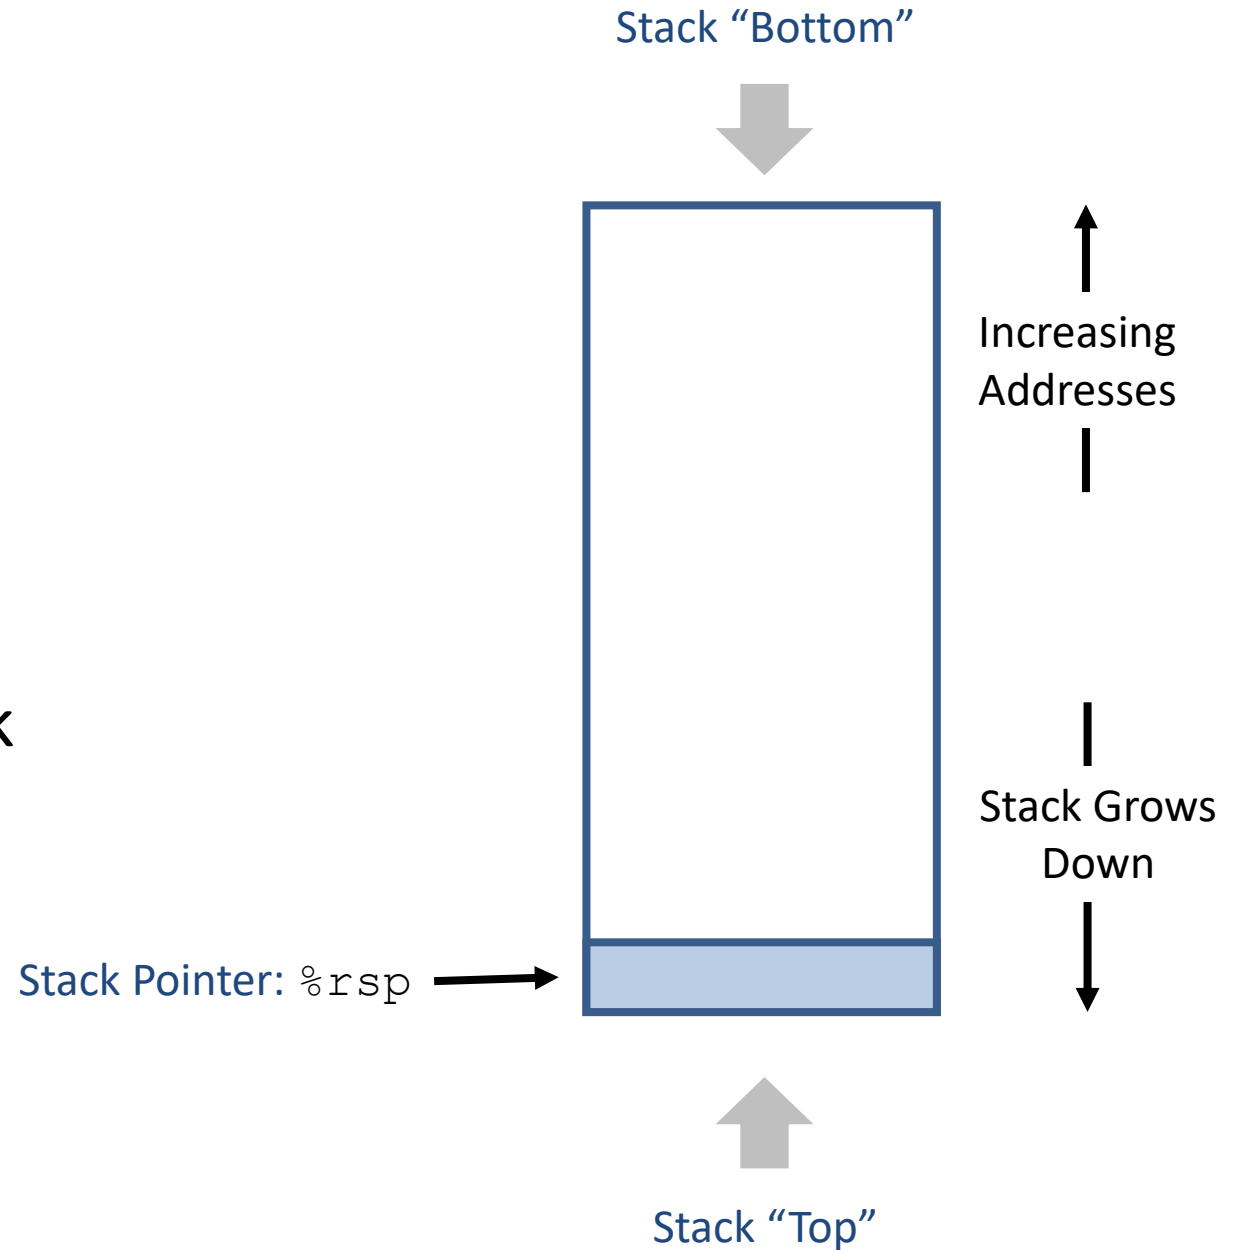 Stack “Bottom”
Increasing
Addresses
k
Stack Grows
Down
Stack Pointer: %rsp
Stack “Top”